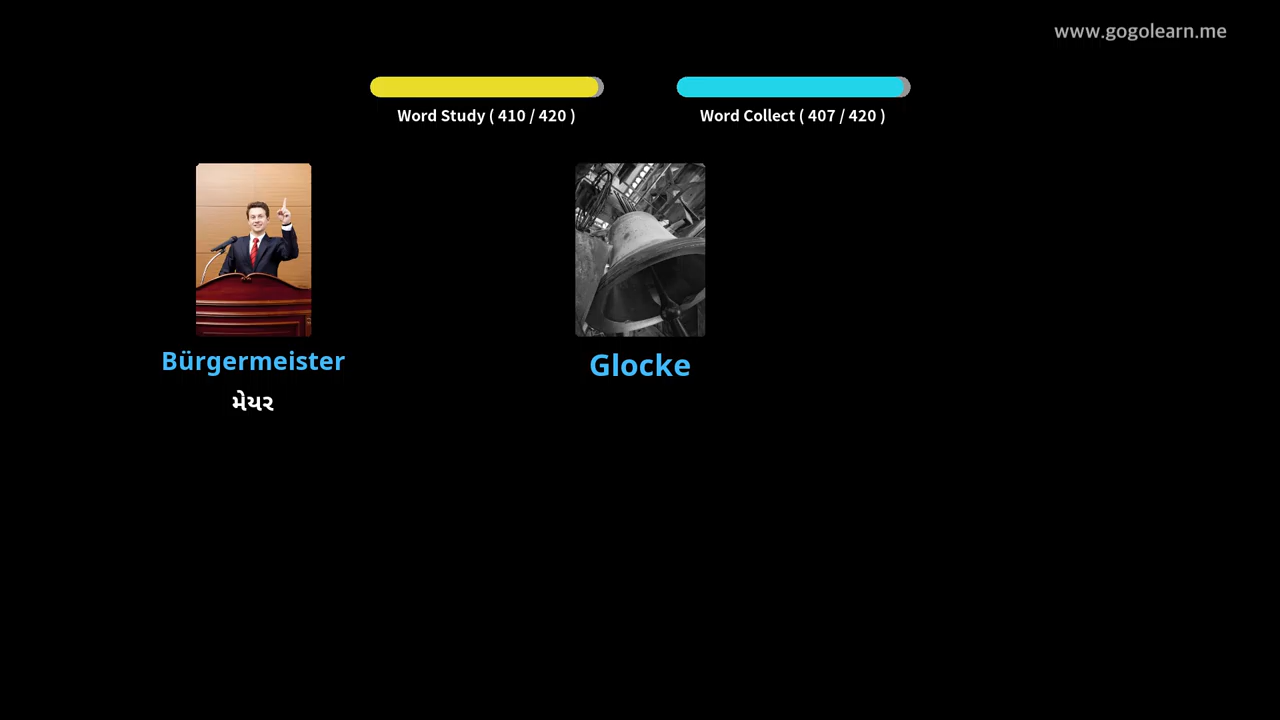 www.gogolearn.me
Word Study ( 410 / 420 )
Word Collect ( 407 / 420 )
Bürgermeister
મેયર
Glocke